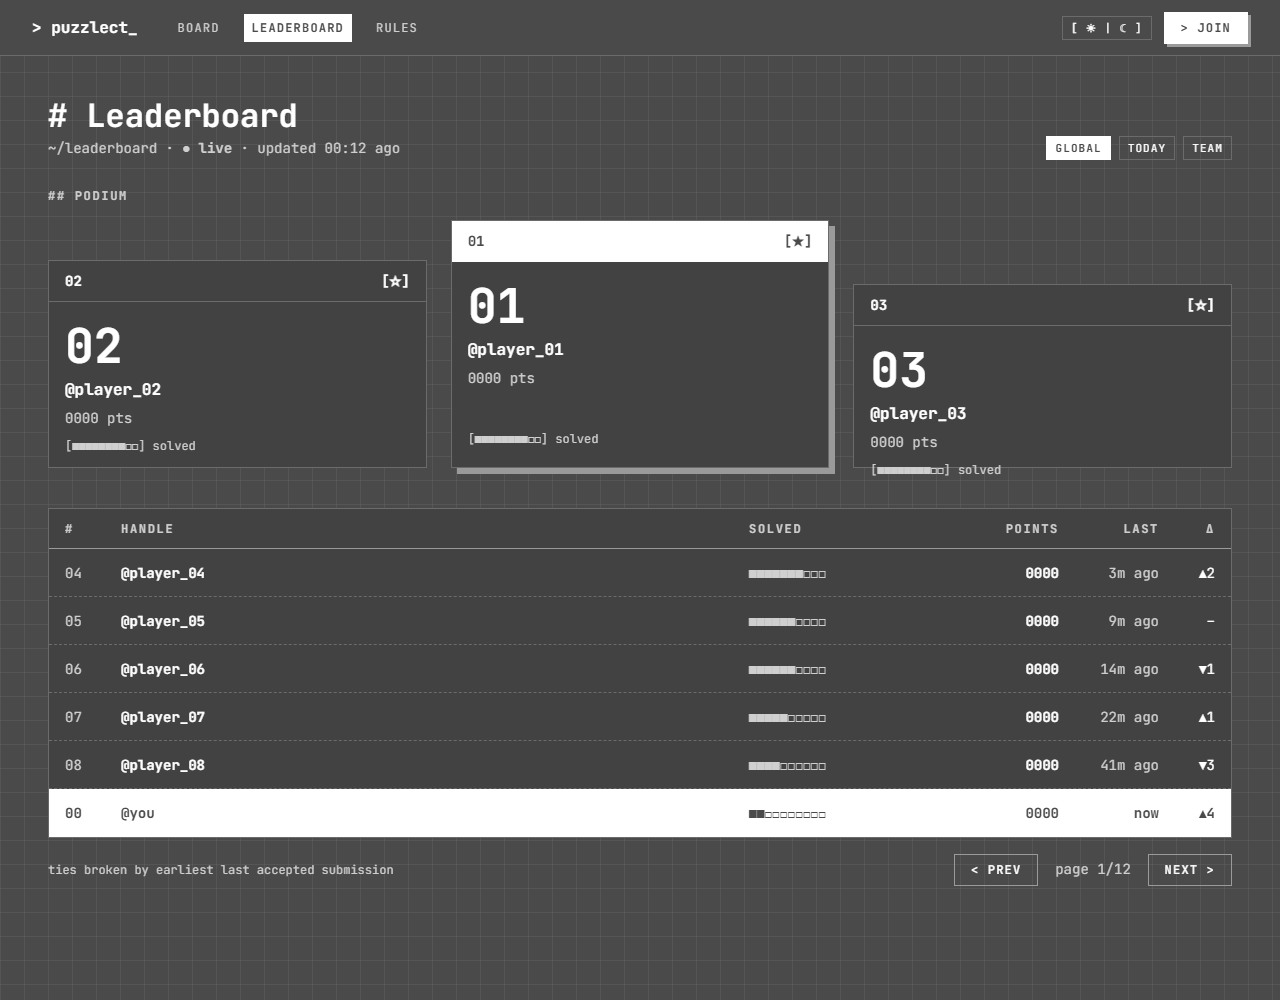 > puzzlect_ BOARD LEADERBOARD RULES [ ☀ | ☾ ] > JOIN
# Leaderboard
~/leaderboard · ● live · updated 00:12 ago GLOBAL TODAY TEAM
## PODIUM
02 [☆]
02
@player_02
0000 pts
[■■■■■■■■□□] solved
01 [★]
01
@player_01
0000 pts
[■■■■■■■■□□] solved
03 [☆]
03
@player_03
0000 pts
[■■■■■■■■□□] solved
# HANDLE SOLVED POINTS LAST Δ
04 @player_04 ■■■■■■■□□□ 0000 3m ago ▲2
05 @player_05 ■■■■■■□□□□ 0000 9m ago –
06 @player_06 ■■■■■■□□□□ 0000 14m ago ▼1
07 @player_07 ■■■■■□□□□□ 0000 22m ago ▲1
08 @player_08 ■■■■□□□□□□ 0000 41m ago ▼3
00 @you ■■□□□□□□□□ 0000 now ▲4
ties broken by earliest last accepted submission < PREV page 1/12 NEXT >